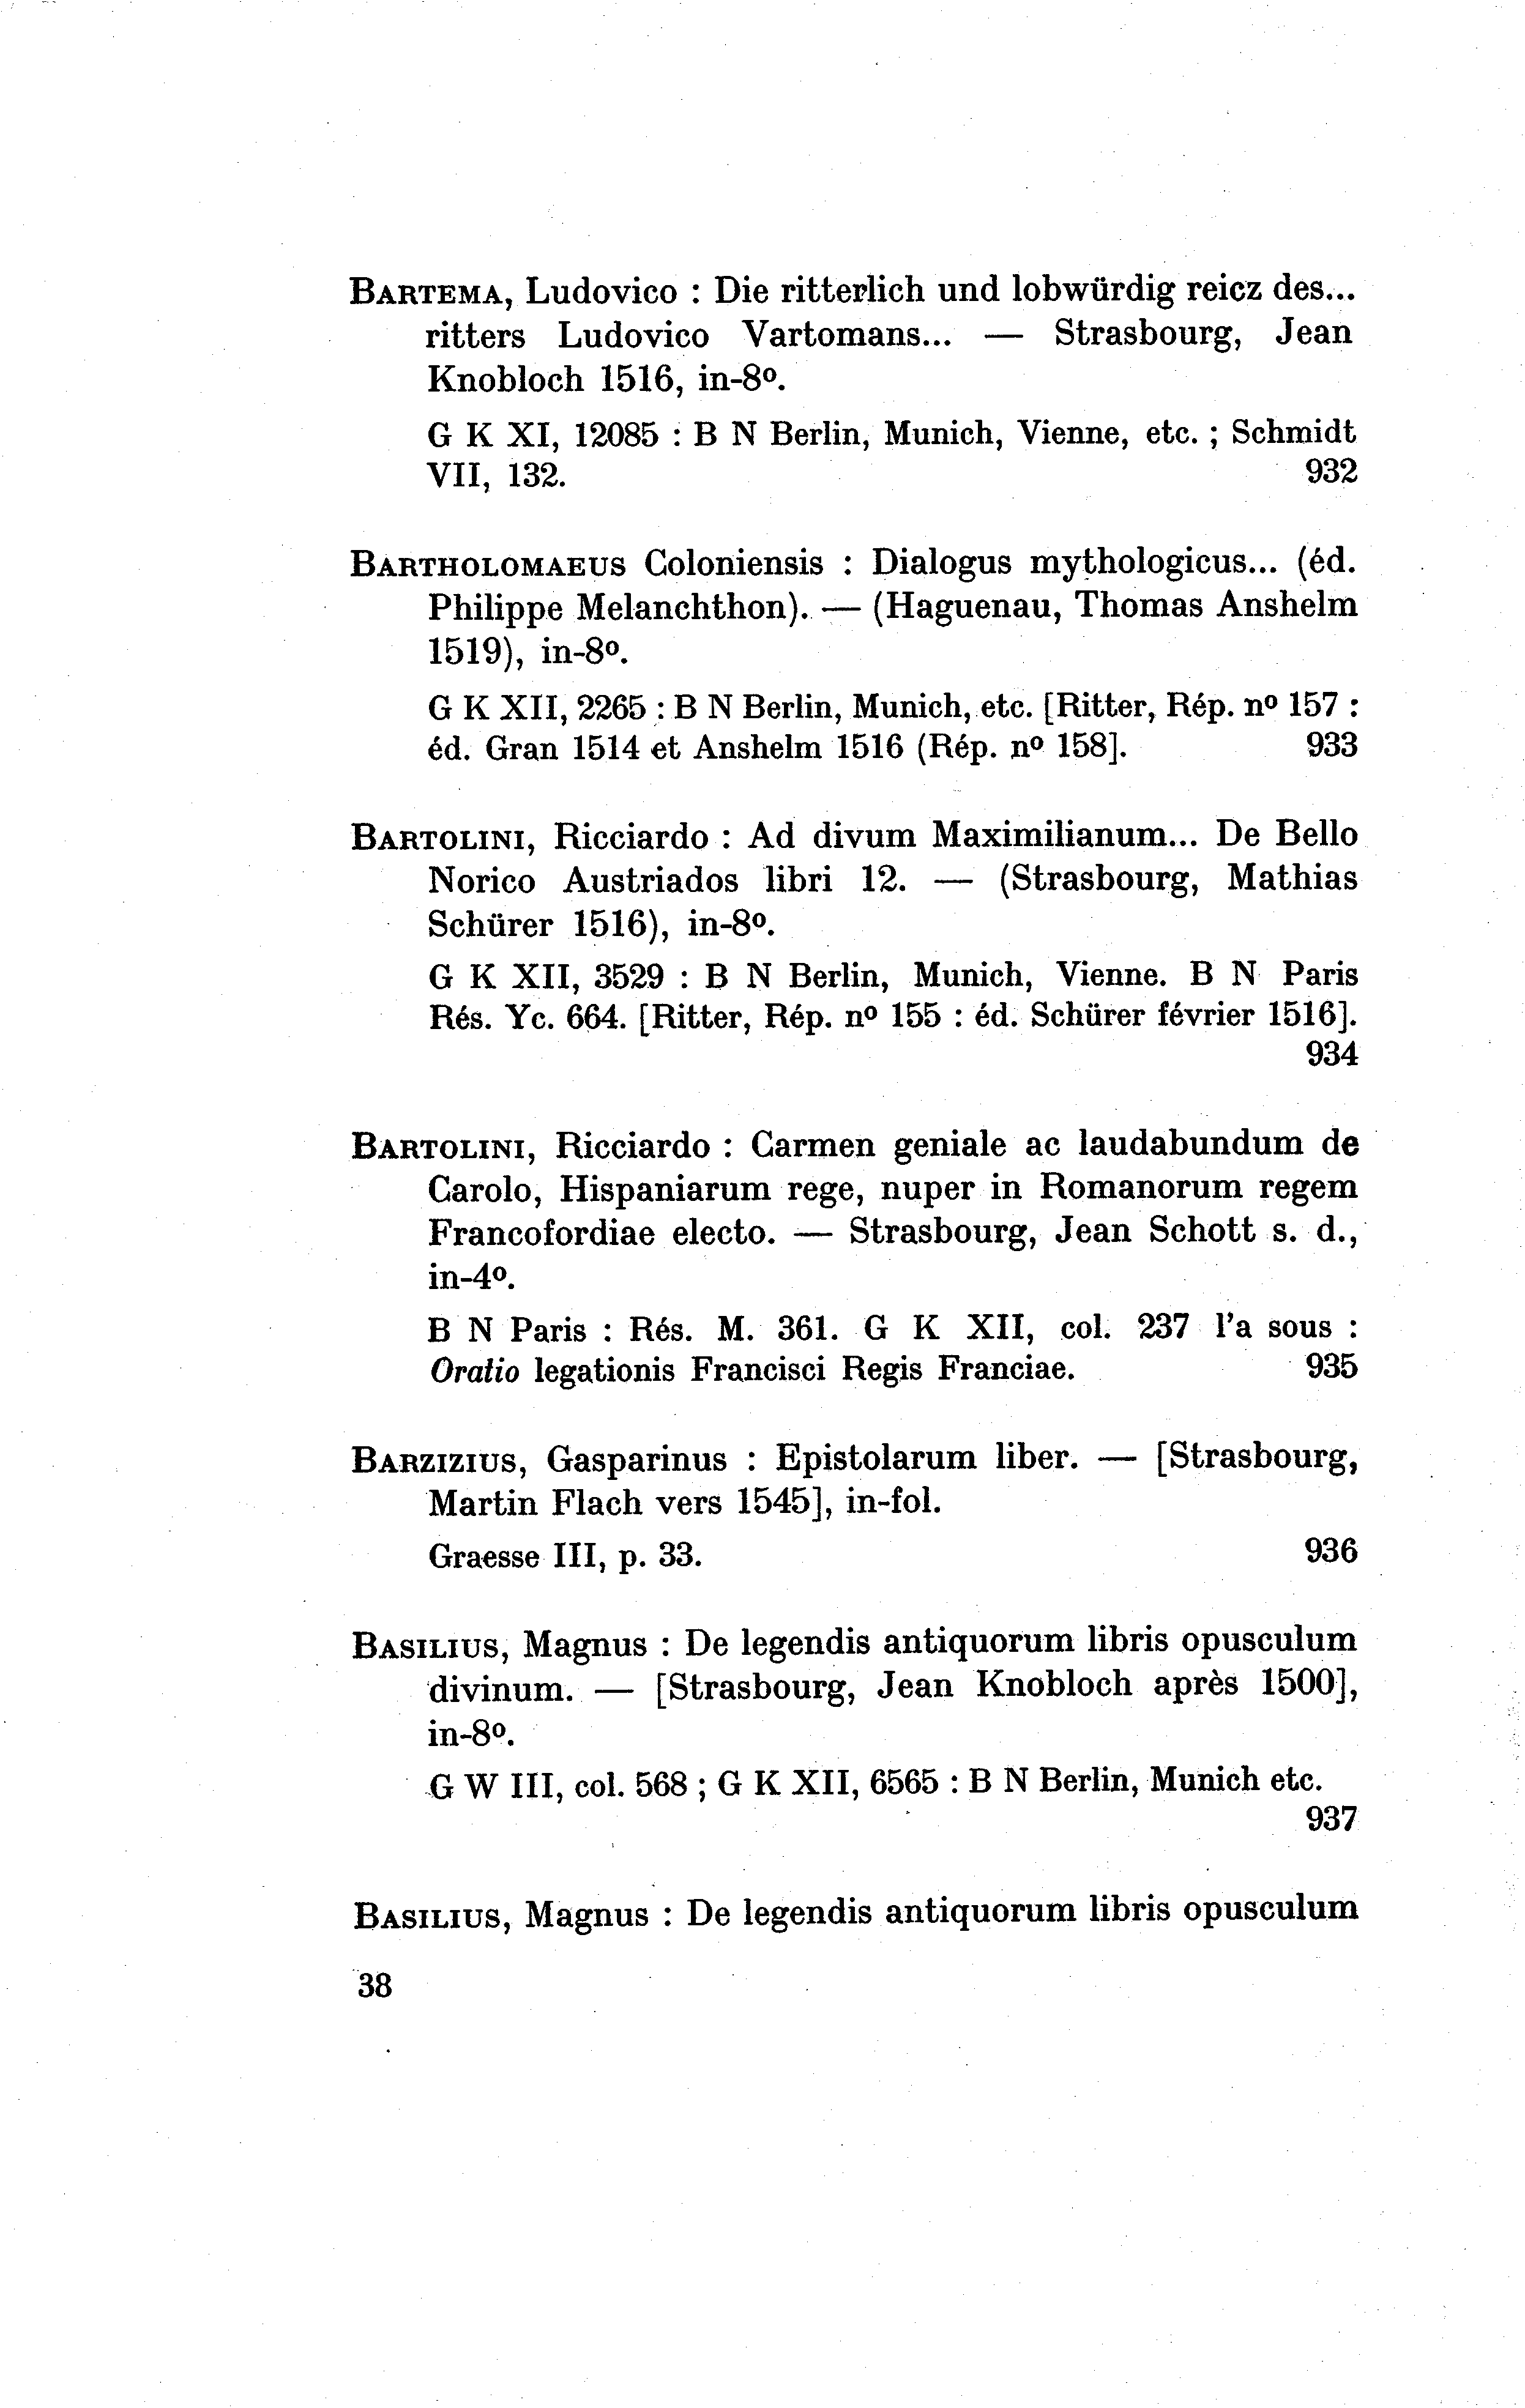 BARTEMA, Ludovico : Die ritterlich und lobwürdig reicz des...
ritters Ludovico Vartomans... — Strasbourg, Jean
Knobloch 1516, in-8º.
G K XI, 12085 : B N Berlin, Munich, Vienne, etc. ; Schmidt
VII, 132. 932
BARTHOLOMAEUS Coloniensis : Dialogus mythologicus... (éd.
Philippe Melanchthon). — (Haguenau, Thomas Anshelm
1519), in-8º.
G K XII, 2265 : B N Berlin, Munich, etc. [Ritter, Rép. nº 157 :
éd. Gran 1514 et Anshelm 1516 (Rép. nº 158]. 933
BARTOLINI, Ricciardo : Ad divum Maximilianum... De Bello
Norico Austriados libri 12. — (Strasbourg, Mathias
Schürer 1516), in-8º.
G K XII, 3529 : B N Berlin, Munich, Vienne. B N Paris
Rés. Yc. 664. [Ritter, Rép. nº 155 : éd. Schürer février 1516].
934
BARTOLINI, Ricciardo : Carmen geniale ac laudabundum de
Carolo, Hispaniarum rege, nuper in Romanorum regem
Francofordiae electo. — Strasbourg, Jean Schott s. d.,
in-4º.
B N Paris : Rés. M. 361. G K XII, col. 237 l'a sous :
Oratio legationis Francisci Regis Franciae. 935
BARZIZIUS, Gasparinus : Epistolarum liber. — [Strasbourg,
Martin Flach vers 1545], in-fol.
Graesse III, p. 33. 936
BASILIUS, Magnus : De legendis antiquorum libris opusculum
divinum. — [Strasbourg, Jean Knobloch après 1500],
in-8º.
G W III, col. 568 ; G K XII, 6565 : B N Berlin, Munich etc.
937
BASILIUS, Magnus : De legendis antiquorum libris opusculum
38